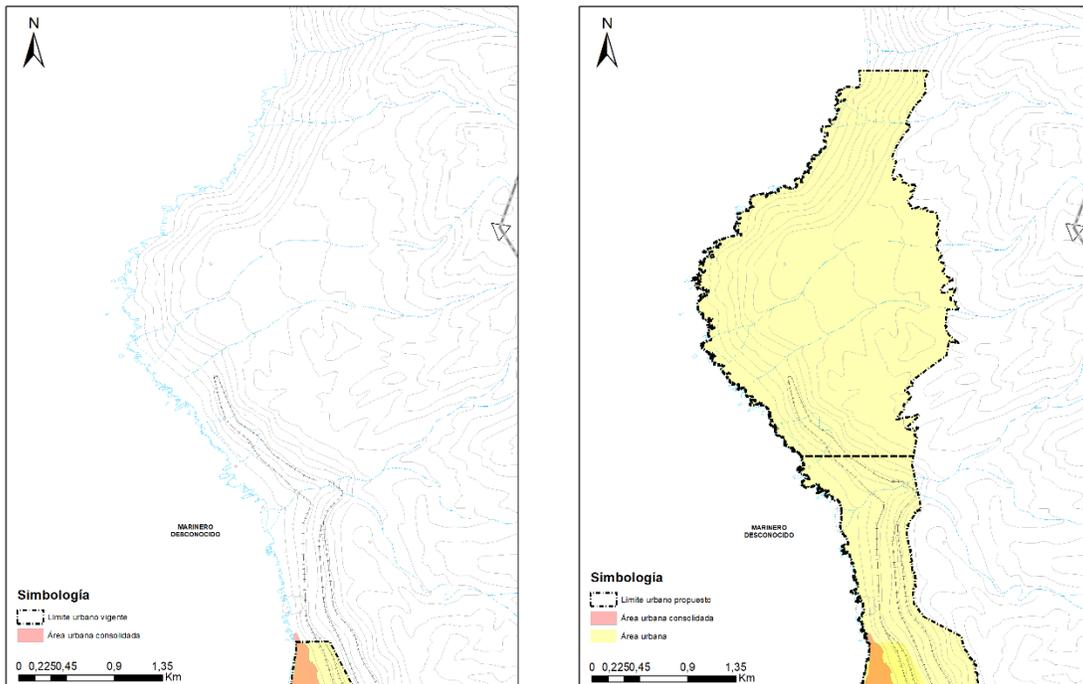 N
MARINERO
DESCONOCIDO
Simbología
Límite urbano vigente
Área urbana consolidada
0 0,2250,45 0,9 1,35
Km
N
MARINERO
DESCONOCIDO
Simbología
Límite urbano propuesto
Área urbana consolidada
Área urbana
0 0,2250,45 0,9 1,35
Km